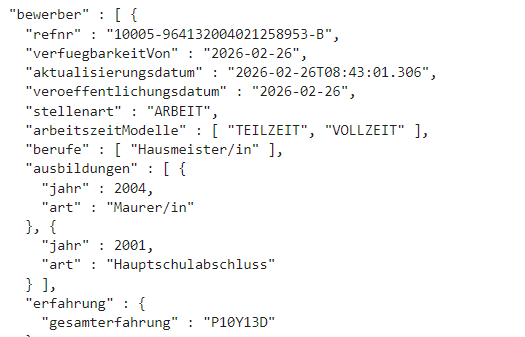 "bewerber" : [ {
"refnr" : "10005-964132004021258953-B",
"verfuegbarkeitVon" : "2026-02-26",
"aktualisierungsdatum" : "2026-02-26T08:43:01.306",
"veroeffentlichungsdatum" : "2026-02-26",
"stellenart" : "ARBEIT",
"arbeitszeitModelle" : [ "TEILZEIT", "VOLLZEIT" ],
"berufe" : [ "Hausmeister/in" ],
"ausbildungen" : [ {
"jahr" : 2004,
"art" : "Maurer/in"
}, {
"jahr" : 2001,
"art" : "Hauptschulabschluss"
} ],
"erfahrung" : {
"gesamterfahrung" : "P10Y13D"